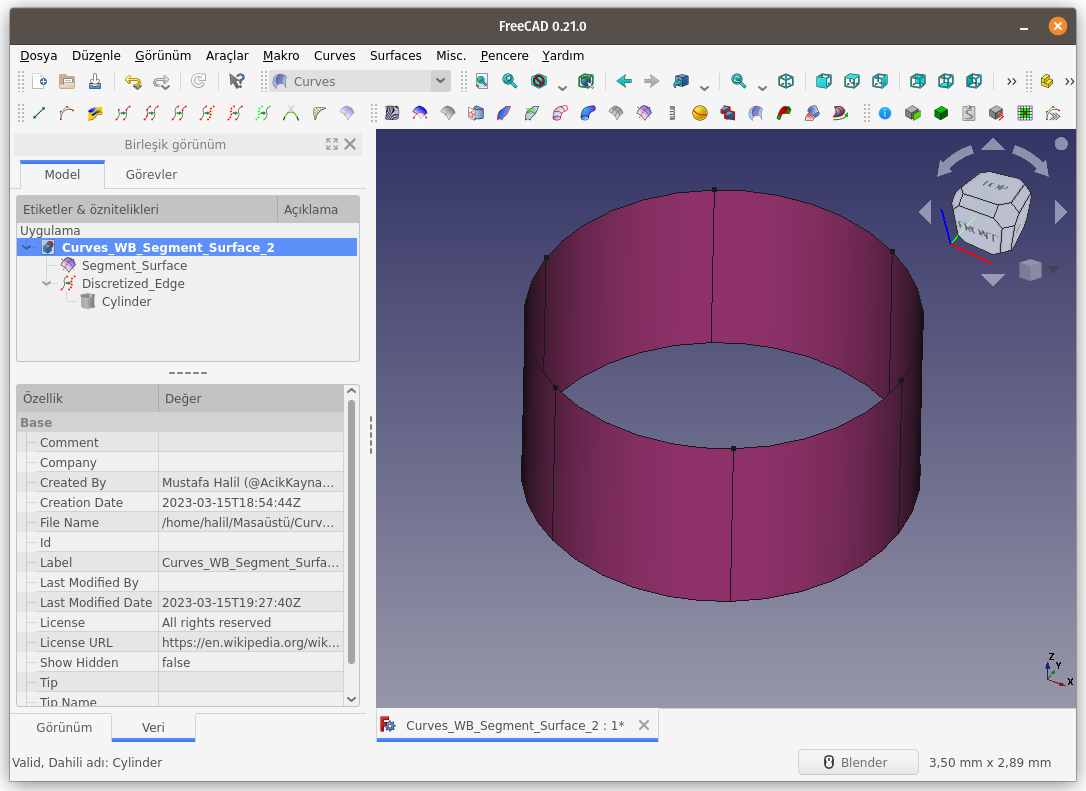 FreeCAD 0.21.0
Dosya Düzenle Görünüm Araçlar Makro Curves Surfaces Misc. Pencere Yardım
Curves
Birleşik görünüm
Model Görevler
Etiketler & öznitelikleri Açıklama
Uygulama
Curves_WB_Segment_Surface_2
Segment_Surface
Discretized_Edge
Cylinder
Özellik Değer
Base
Comment
Company
Created By Mustafa Halil (@AcikKayna...
Creation Date 2023-03-15T18:54:44Z
File Name /home/halil/Masaüstü/Curv...
Id
Label Curves_WB_Segment_Surfa...
Last Modified By
Last Modified Date 2023-03-15T19:27:40Z
License All rights reserved
License URL https://en.wikipedia.org/wik...
Show Hidden false
Tip
Tip Name
Görünüm Veri
TOP
FRONT
Z
Y
X
Curves_WB_Segment_Surface_2 : 1*
Valid, Dahili adı: Cylinder
Blender 3,50 mm x 2,89 mm